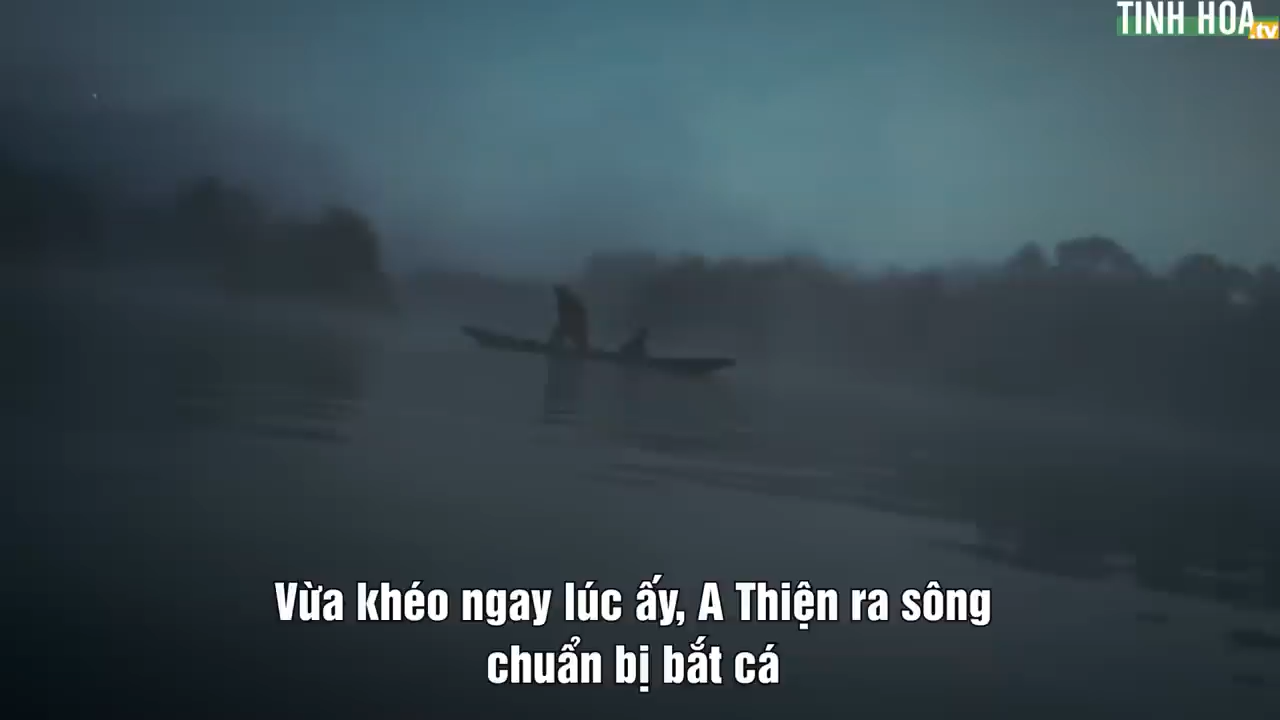 TINH HOA
.tv
Vừa khéo ngay lúc ấy, A Thiện ra sông
chuẩn bị bắt cá